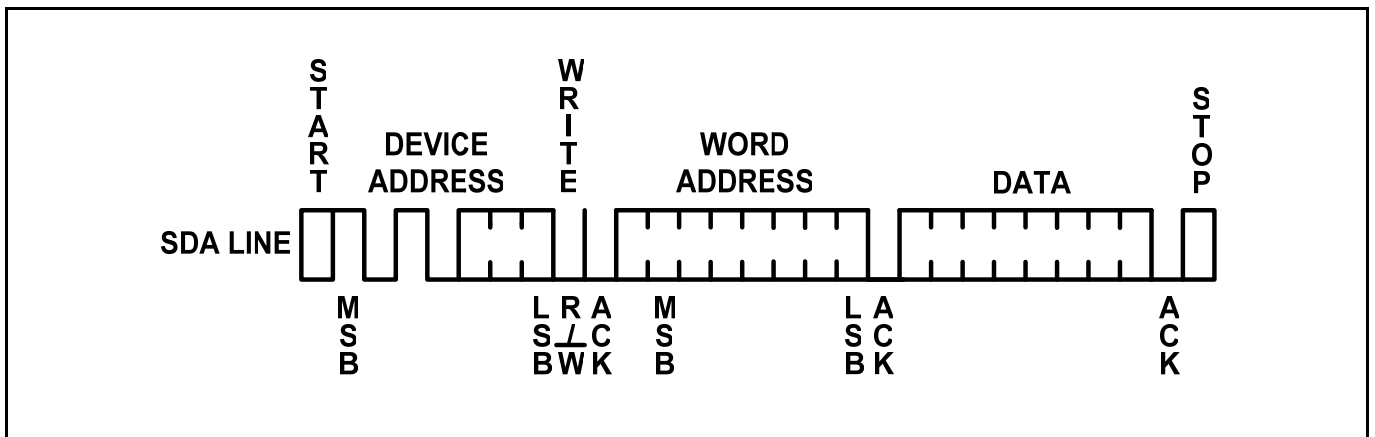 START
WRITE
STOP
DEVICE
ADDRESS
WORD
ADDRESS
DATA
SDA LINE
MSB
LSB
R/W
ACK
MSB
LSB
ACK
ACK